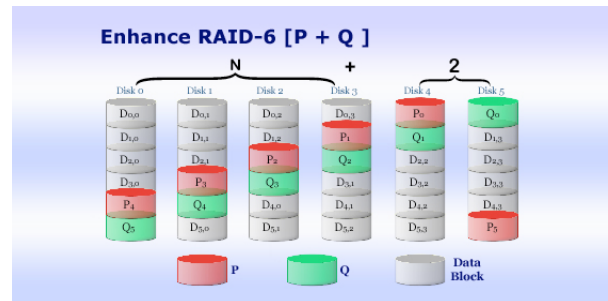 Enhance RAID-6 [P + Q ]
N + 2
Disk 0 Disk 1 Disk 2 Disk 3 Disk 4 Disk 5
D0,0 D0,1 D0,2 D0,3 P0 Q0
D1,0 D1,1 D1,2 P1 Q1 D1,3
D2,0 D2,1 P2 Q2 D2,2 D2,3
D3,0 P3 Q3 D3,1 D3,2 D3,3
P4 Q4 D4,0 D4,1 D4,2 D4,3
Q5 D5,0 D5,1 D5,2 D5,3 P5
P Q Data
Block